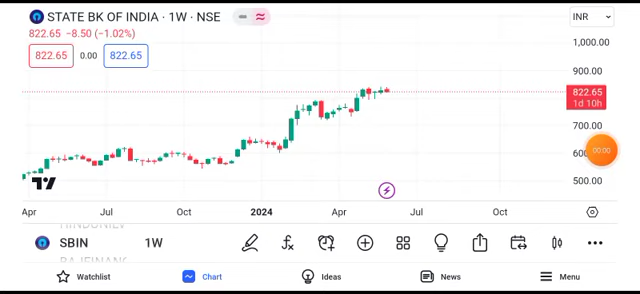 STATE BK OF INDIA · 1W · NSE
INR
822.65 −8.50 (−1.02%)
822.65 0.00 822.65
1,000.00
900.00
822.65
1d 10h
700.00
00:00
500.00
Apr Jul Oct 2024 Apr Jul Oct
SBIN 1W
Watchlist Chart Ideas News Menu